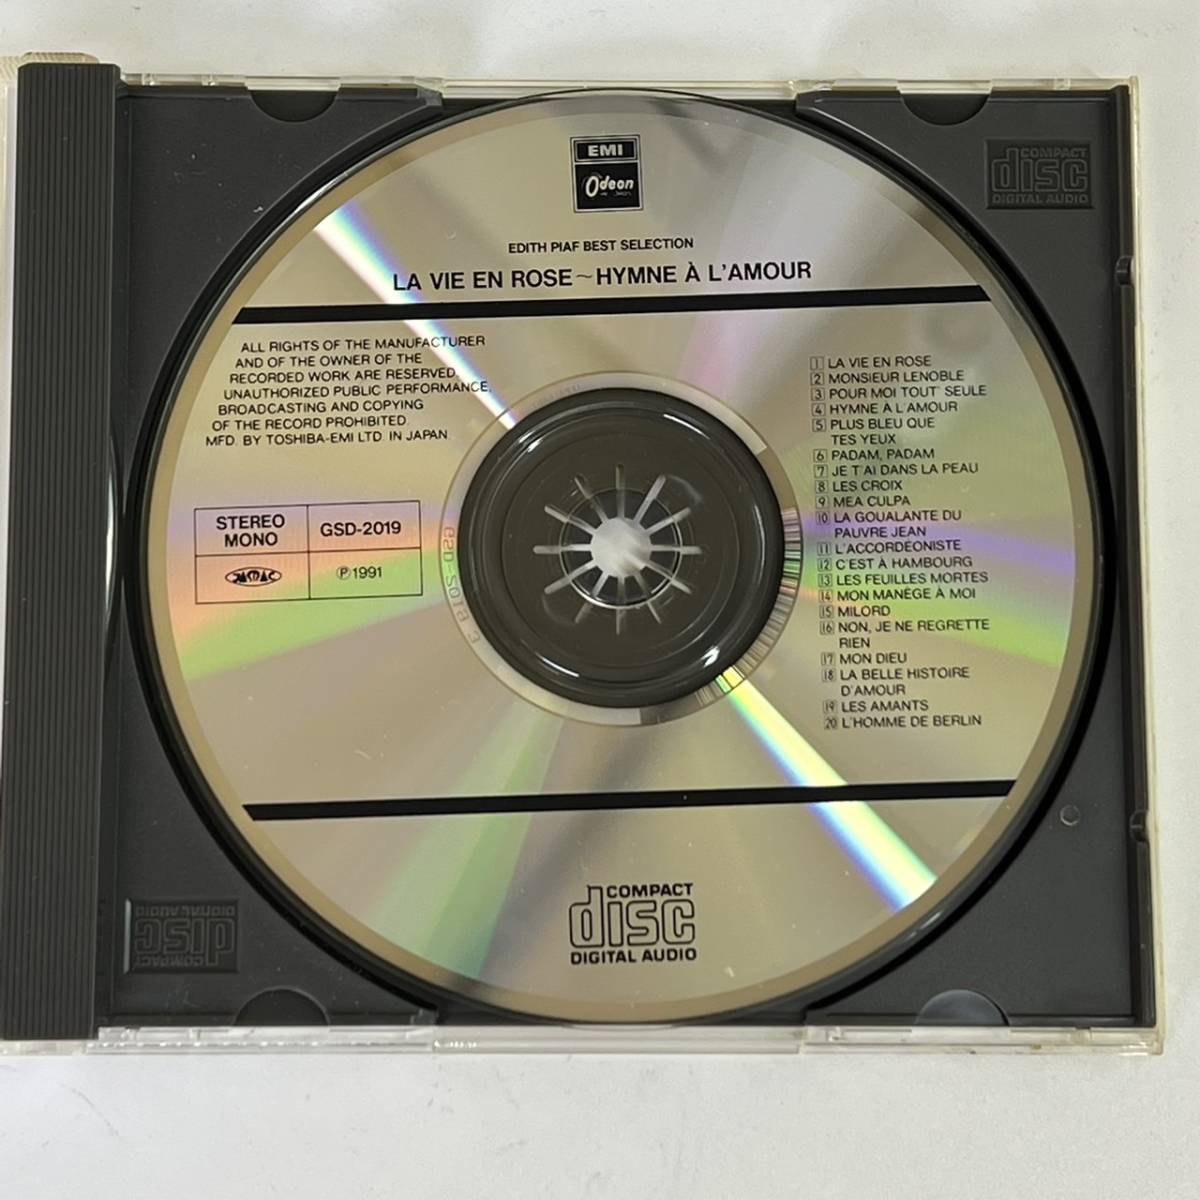 EMI
Odeon
EDITH PIAF BEST SELECTION
LA VIE EN ROSE~HYMNE À L'AMOUR
ALL RIGHTS OF THE MANUFACTURER
AND OF THE OWNER OF THE
RECORDED WORK ARE RESERVED.
UNAUTHORIZED PUBLIC PERFORMANCE,
BROADCASTING AND COPYING
OF THE RECORD PROHIBITED.
MFD. BY TOSHIBA-EMI LTD. IN JAPAN
STEREO
MONO
GSD-2019
℗ 1991
1 LA VIE EN ROSE
2 MONSIEUR LENOBLE
3 POUR MOI TOUT SEULE
4 HYMNE À L'AMOUR
5 PLUS BLEU QUE
TES YEUX
6 PADAM, PADAM
7 JE T'AI DANS LA PEAU
8 LES CROIX
9 MEA CULPA
10 LA GOUALANTE DU
PAUVRE JEAN
11 L'ACCORDÉONISTE
12 C'EST À HAMBOURG
13 LES FEUILLES MORTES
14 MON MANÈGE À MOI
15 MILORD
16 NON, JE NE REGRETTE
RIEN
17 MON DIEU
18 LA BELLE HISTOIRE
D'AMOUR
19 LES AMANTS
20 L'HOMME DE BERLIN
COMPACT
disc
DIGITAL AUDIO
COMPACT
disc
DIGITAL AUDIO
COMPACT
disc
DIGITAL AUDIO